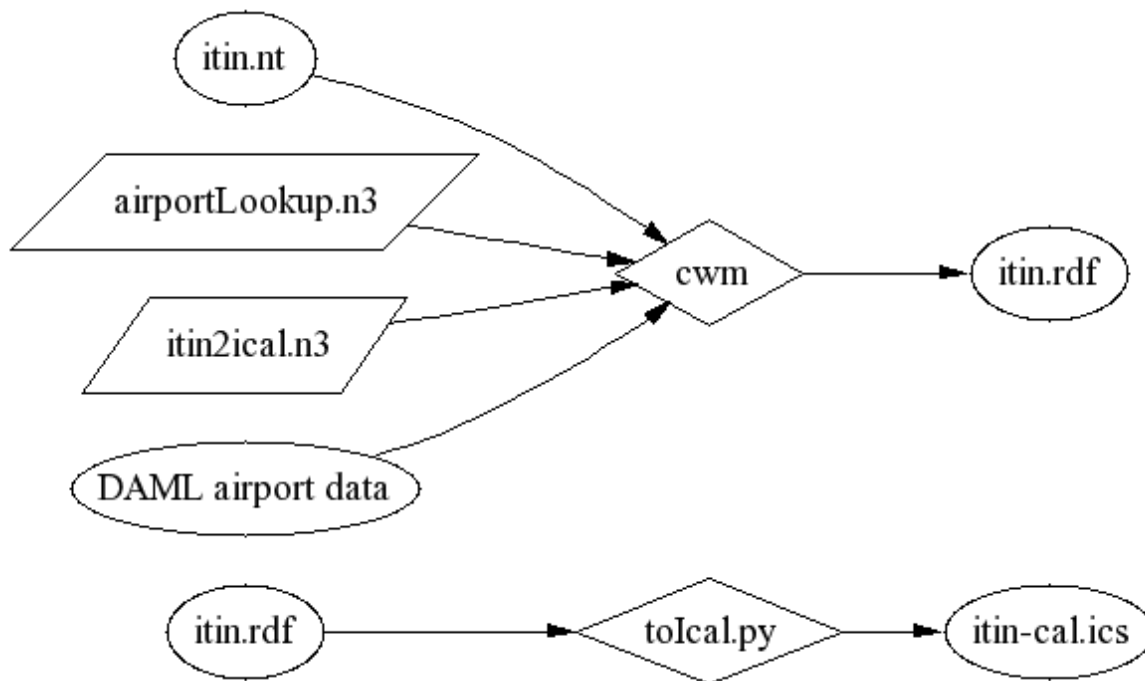 itin.nt
airportLookup.n3
itin2ical.n3
DAML airport data
cwm
itin.rdf
itin.rdf
toIcal.py
itin-cal.ics